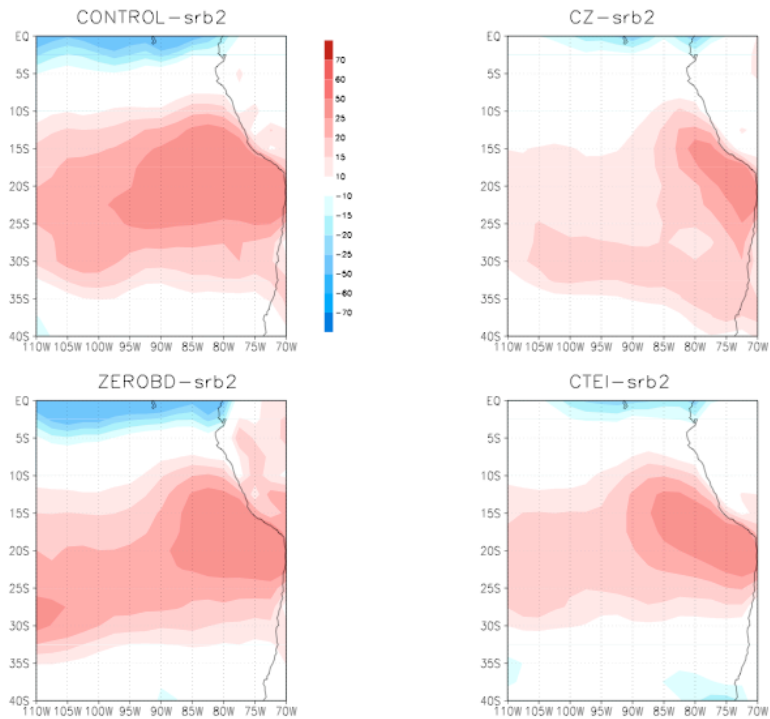 CONTROL-srb2
EQ
5S
10S
15S
20S
25S
30S
35S
40S
110W 105W 100W 95W 90W 85W 80W 75W 70W
70
60
50
25
20
15
10
-10
-15
-20
-25
-50
-60
-70
CZ-srb2
EQ
5S
10S
15S
20S
25S
30S
35S
40S
110W 105W 100W 95W 90W 85W 80W 75W 70W
ZEROBD-srb2
EQ
5S
10S
15S
20S
25S
30S
35S
40S
110W 105W 100W 95W 90W 85W 80W 75W 70W
CTEI-srb2
EQ
5S
10S
15S
20S
25S
30S
35S
40S
110W 105W 100W 95W 90W 85W 80W 75W 70W